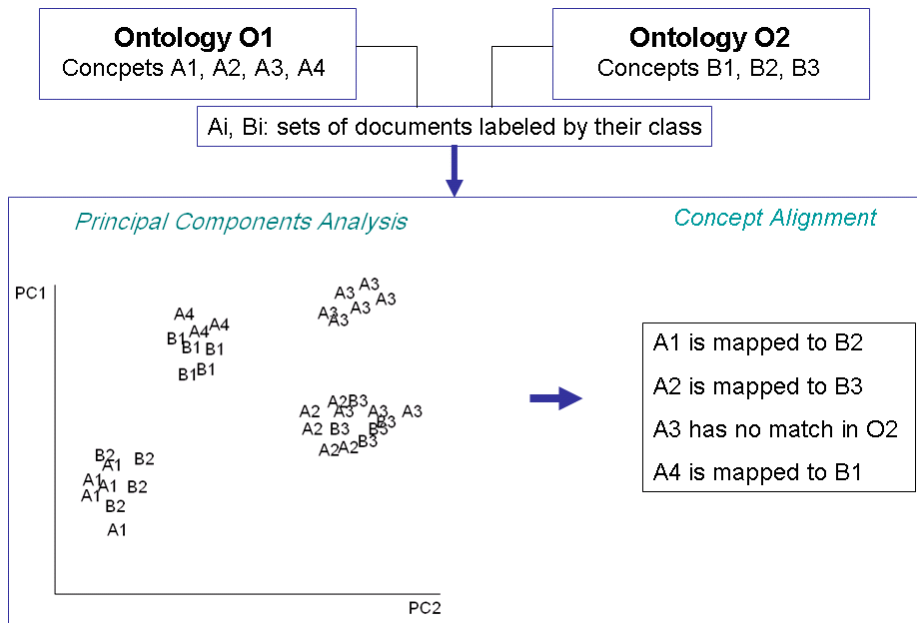 Ontology O1
Concpets A1, A2, A3, A4
Ontology O2
Concepts B1, B2, B3
Ai, Bi: sets of documents labeled by their class
Principal Components Analysis
Concept Alignment
PC1
A3
A3 A3
A3 A3
A3
A4
A4 A4
B1
B1 B1
B1 B1
A2 B3
A2 A3 A3 A3
B3
A2 B3 B3
B3
A2 A2
B2
A1 B2
A1 A1 B2
A1
B2
A1
PC2
A1 is mapped to B2
A2 is mapped to B3
A3 has no match in O2
A4 is mapped to B1